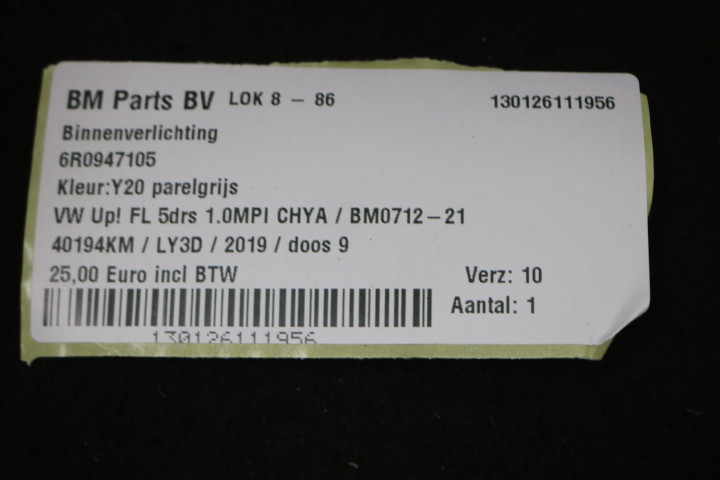 BM Parts BV LOK 8 - 86 130126111956
Binnenverlichting
6R0947105
Kleur:Y20 parelgrijs
VW Up! FL 5drs 1.0MPI CHYA / BM0712-21
40194KM / LY3D / 2019 / doos 9
25,00 Euro incl BTW Verz: 10
Aantal: 1
130126111956